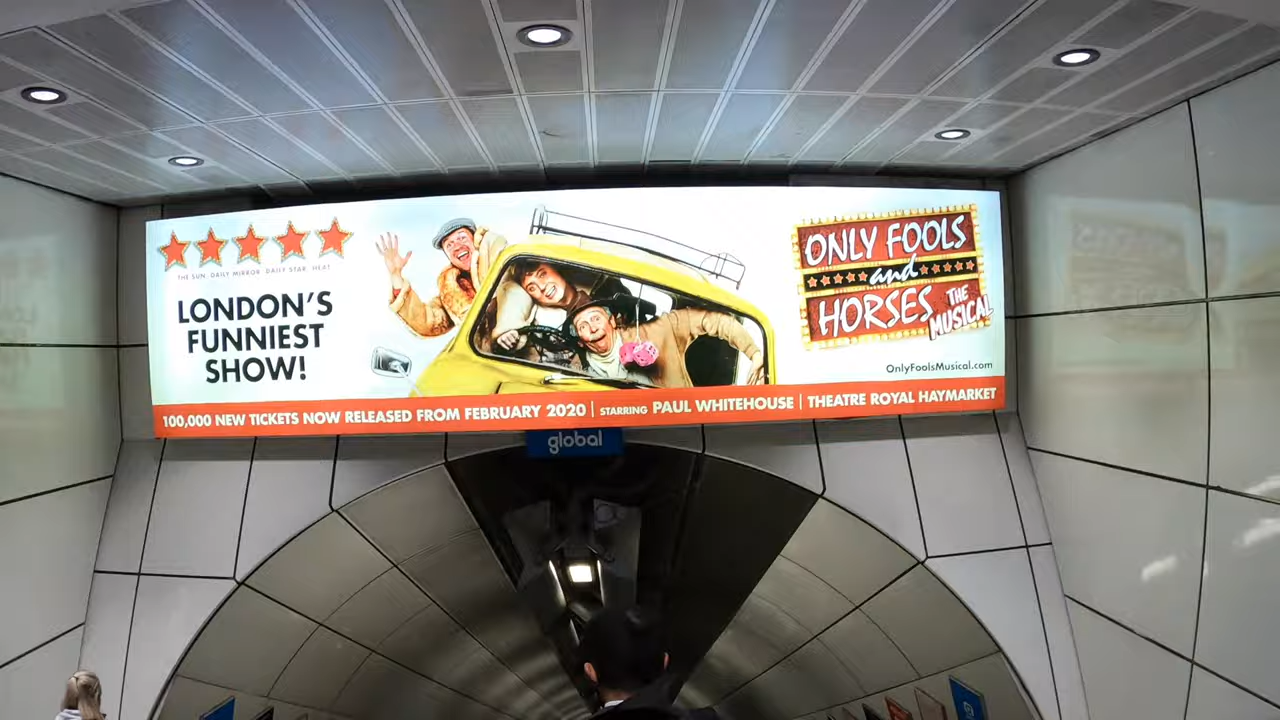 THE SUN. DAILY MIRROR. DAILY STAR. HEAT
LONDON'S
FUNNIEST
SHOW!
ONLY FOOLS
and
HORSES
THE
MUSICAL
OnlyFoolsMusical.com
100,000 NEW TICKETS NOW RELEASED FROM FEBRUARY 2020 | STARRING PAUL WHITEHOUSE | THEATRE ROYAL HAYMARKET
global